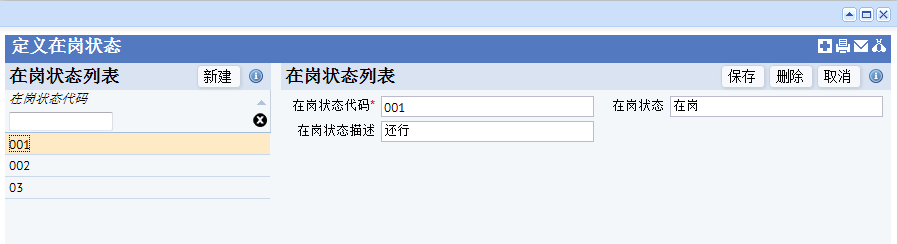 定义在岗状态
在岗状态列表 新建
在岗状态代码
001
002
03
在岗状态列表 保存 删除 取消
在岗状态代码* 001 在岗状态 在岗
在岗状态描述 还行